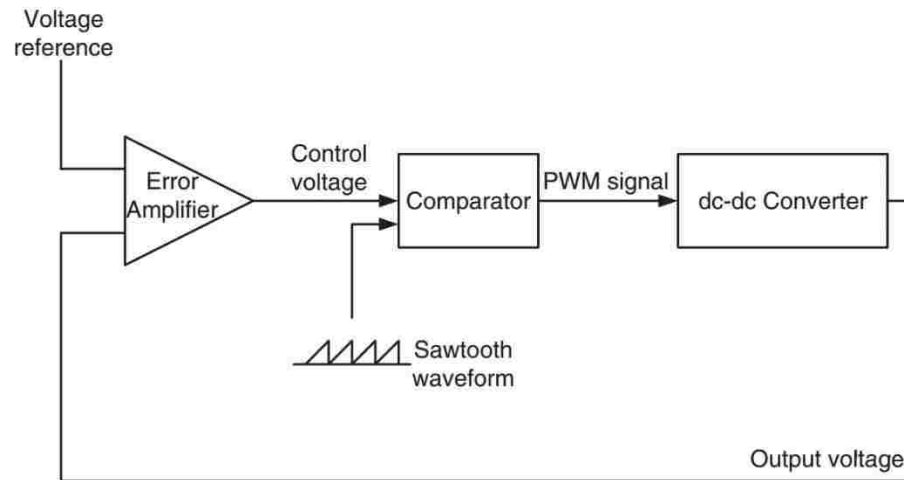 Voltage
reference
Error
Amplifier
Control
voltage
Comparator
PWM signal
dc-dc Converter
Sawtooth
waveform
Output voltage